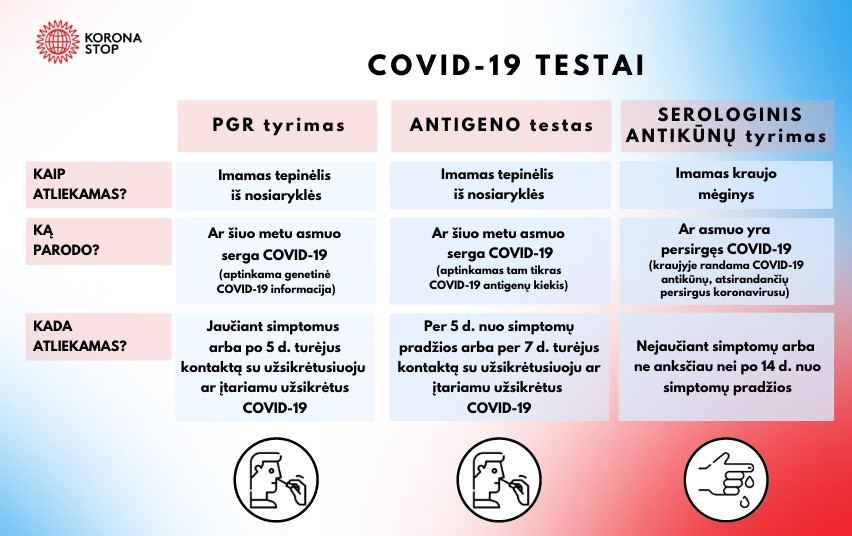 KORONA
STOP
COVID-19 TESTAI
PGR tyrimas
ANTIGENO testas
SEROLOGINIS
ANTIKŪNŲ tyrimas
KAIP
ATLIEKAMAS?
Imamas tepinėlis
iš nosiaryklės
Imamas tepinėlis
iš nosiaryklės
Imamas kraujo
mėginys
KĄ
PARODO?
Ar šiuo metu asmuo
serga COVID-19
(aptinkama genetinė
COVID-19 informacija)
Ar šiuo metu asmuo
serga COVID-19
(aptinkamas tam tikras
COVID-19 antigenų kiekis)
Ar asmuo yra
persirgęs COVID-19
(kraujyje randama COVID-19
antikūnų, atsirandančių
persirgus koronavirusu)
KADA
ATLIEKAMAS?
Jaučiant simptomus
arba po 5 d. turėjus
kontaktą su užsikrėtusiuoju
ar įtariamu užsikrėtus
COVID-19
Per 5 d. nuo simptomų
pradžios arba per 7 d. turėjus
kontaktą su užsikrėtusiuoju ar
įtariamu užsikrėtus
COVID-19
Nejaučiant simptomų arba
ne anksčiau nei po 14 d. nuo
simptomų pradžios